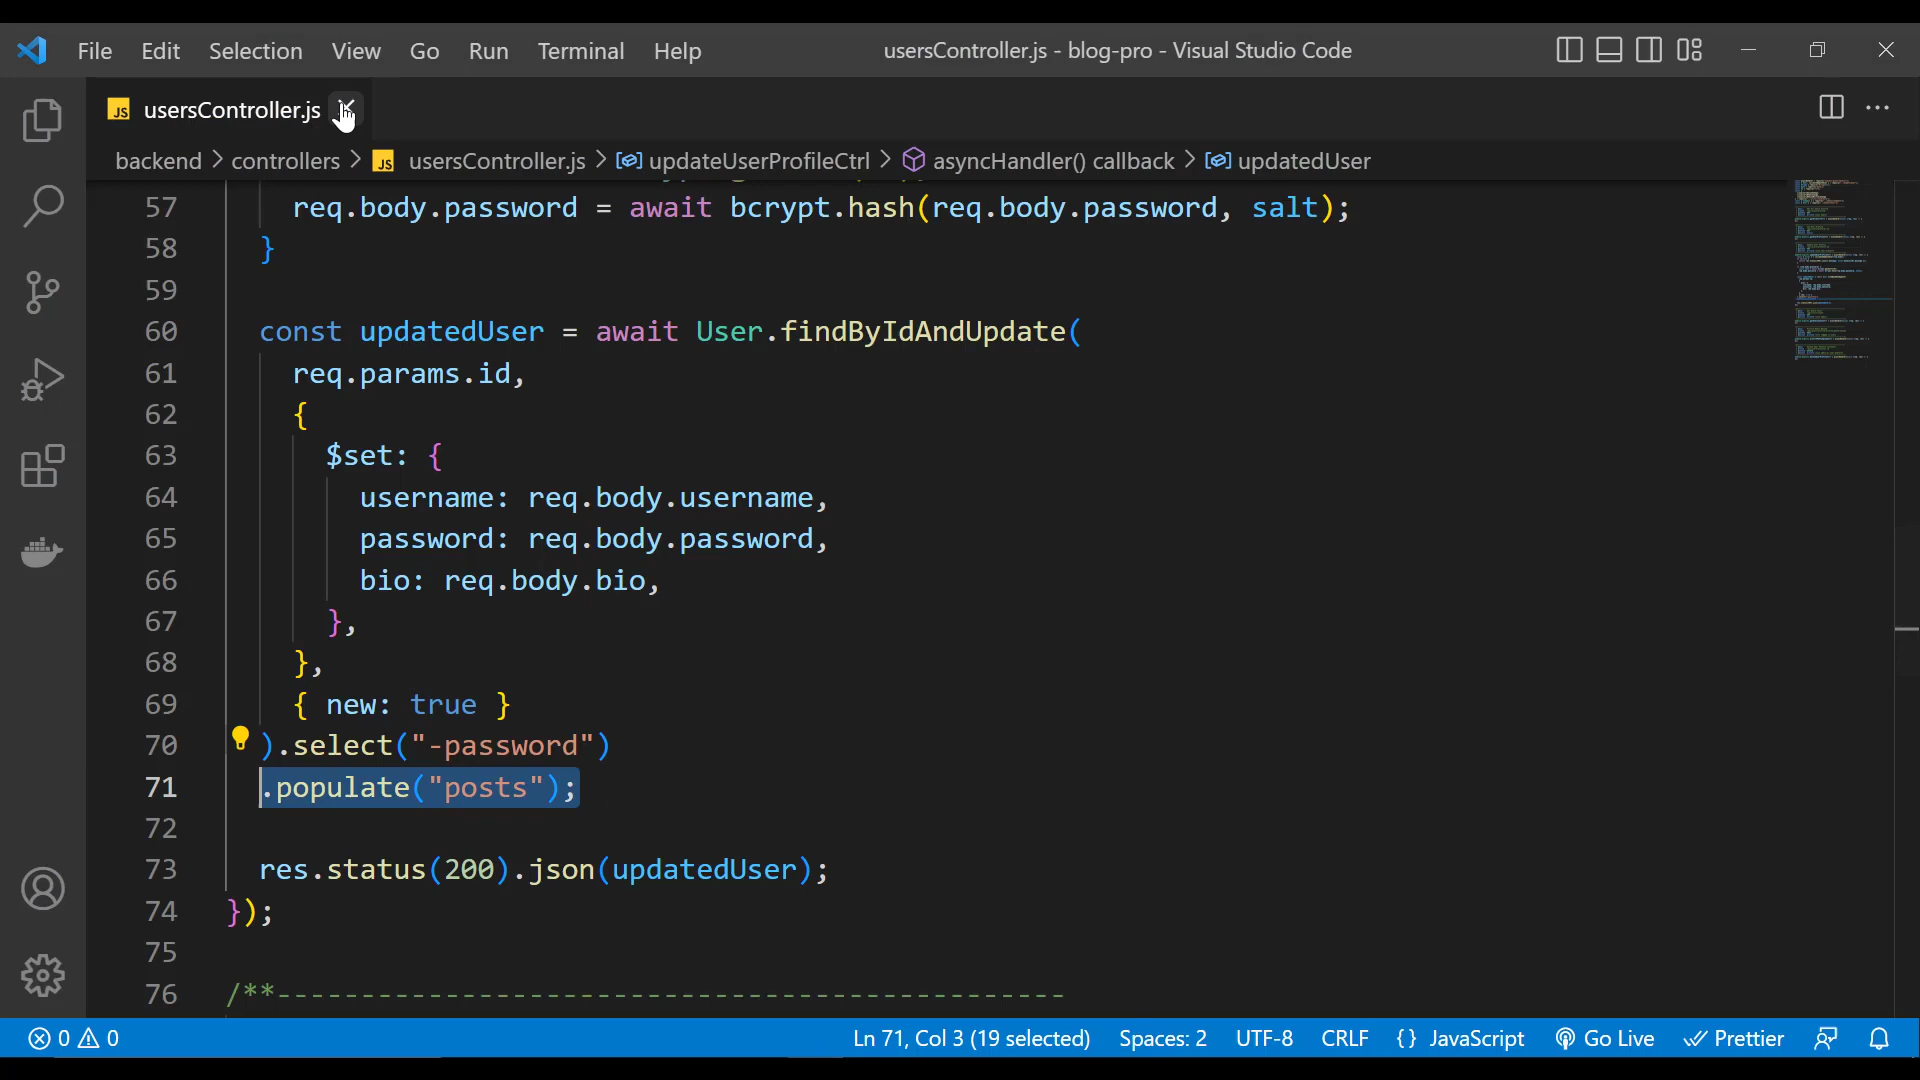 File Edit Selection View Go Run Terminal Help usersController.js - blog-pro - Visual Studio Code
JS usersController.js
backend > controllers > JS usersController.js > updateUserProfileCtrl > asyncHandler() callback > updatedUser
57 req.body.password = await bcrypt.hash(req.body.password, salt);
58 }
59
60 const updatedUser = await User.findByIdAndUpdate(
61 req.params.id,
62 {
63 $set: {
64 username: req.body.username,
65 password: req.body.password,
66 bio: req.body.bio,
67 },
68 },
69 { new: true }
70 ).select("-password")
71 .populate("posts");
72
73 res.status(200).json(updatedUser);
74 });
75
76 /**-----------------------------------------------
0 0 Ln 71, Col 3 (19 selected) Spaces: 2 UTF-8 CRLF {} JavaScript Go Live Prettier